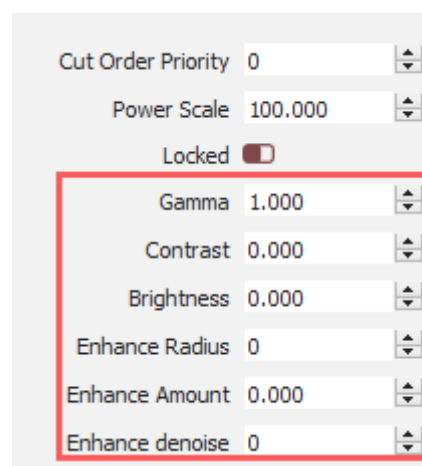 Cut Order Priority 0
Power Scale 100.000
Locked
Gamma 1.000
Contrast 0.000
Brightness 0.000
Enhance Radius 0
Enhance Amount 0.000
Enhance denoise 0